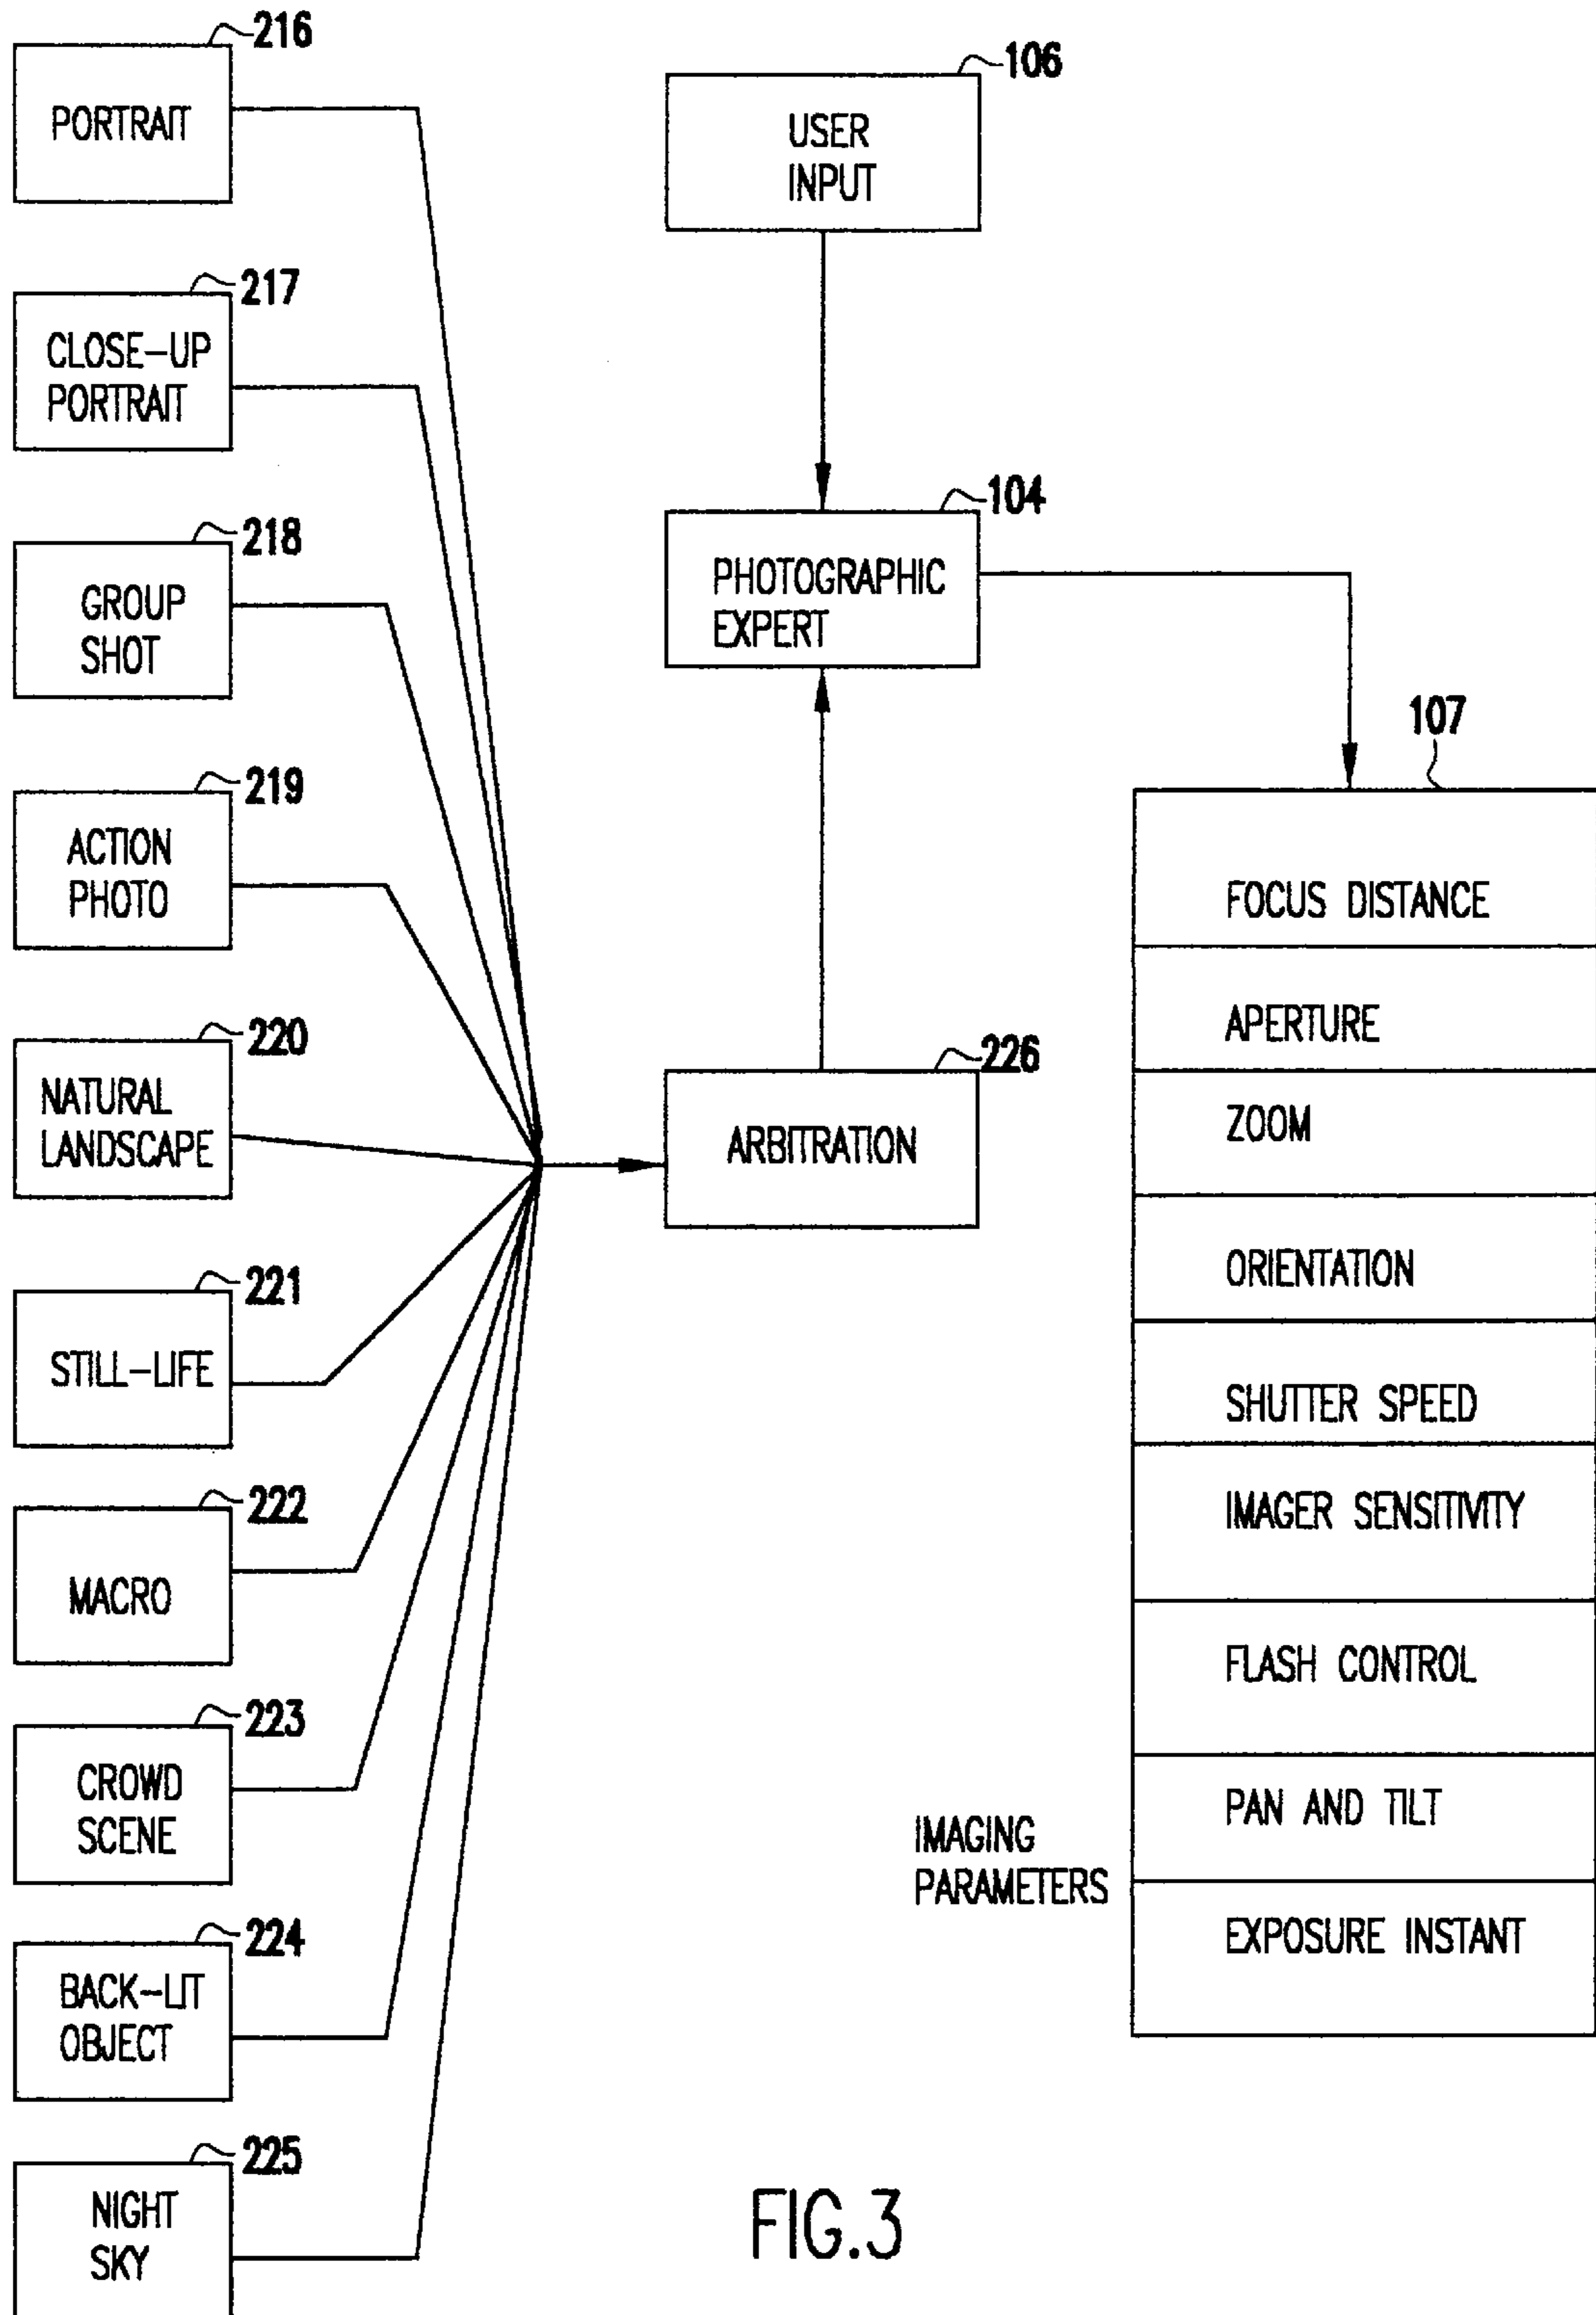 216
PORTRAIT
217
CLOSE-UP
PORTRAIT
218
GROUP
SHOT
219
ACTION
PHOTO
220
NATURAL
LANDSCAPE
221
STILL-LIFE
222
MACRO
223
CROWD
SCENE
224
BACK-LIT
OBJECT
225
NIGHT
SKY
106
USER
INPUT
104
PHOTOGRAPHIC
EXPERT
226
ARBITRATION
107
FOCUS DISTANCE
APERTURE
ZOOM
ORIENTATION
SHUTTER SPEED
IMAGER SENSITIVITY
FLASH CONTROL
PAN AND TILT
EXPOSURE INSTANT
IMAGING
PARAMETERS
FIG.3